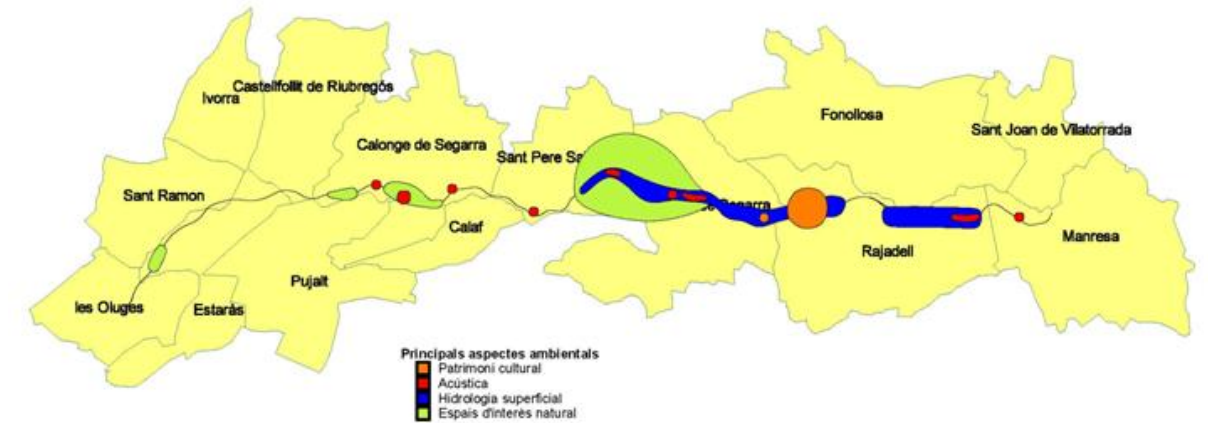 Ivorra
Castellfollit de Riubregós
Calonge de Segarra
Sant Pere Sa
Sant Ramon
Fonollosa
Sant Joan de Vilatorrada
Calaf
Segarra
Rajadell
Manresa
Pujalt
les Oluges
Estaràs
Principals aspectes ambientals
Patrimoni cultural
Acústica
Hidrologia superficial
Espais d'interès natural